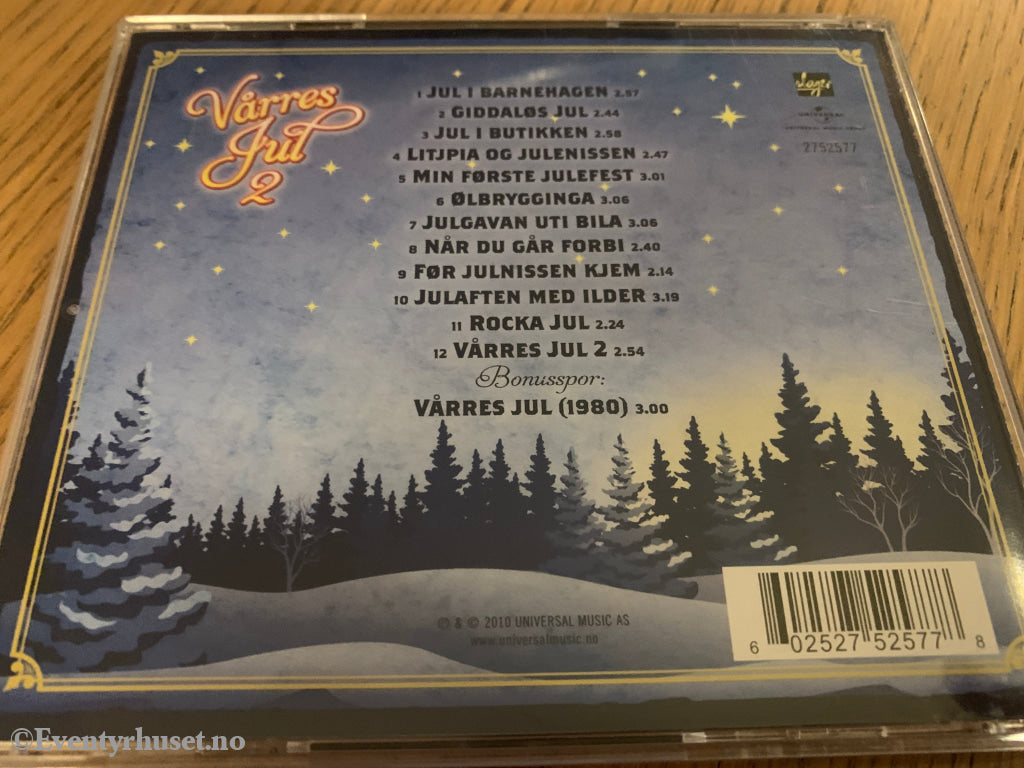 Vårres
Jul
2
1 JUL I BARNEHAGEN 2.57
2 GIDDALØS JUL 2.44
3 JUL I BUTIKKEN 2.58
4 LITJPIA OG JULENISSEN 2.47
5 MIN FØRSTE JULEFEST 3.01
6 ØLBRYGGINGA 3.06
7 JULGAVAN UTI BILA 3.06
8 NÅR DU GÅR FORBI 2.40
9 FØR JULNISSEN KJEM 2.14
10 JULAFTEN MED ILDER 3.19
11 ROCKA JUL 2.24
12 VÅRRES JUL 2 2.54
Bonusspor:
VÅRRES JUL (1980) 3.00
UNIVERSAL
UNIVERSAL MUSIC GROUP
2752577
℗ & © 2010 UNIVERSAL MUSIC AS
www.universalmusic.no
6 02527 52577 8
©Eventyrhuset.no